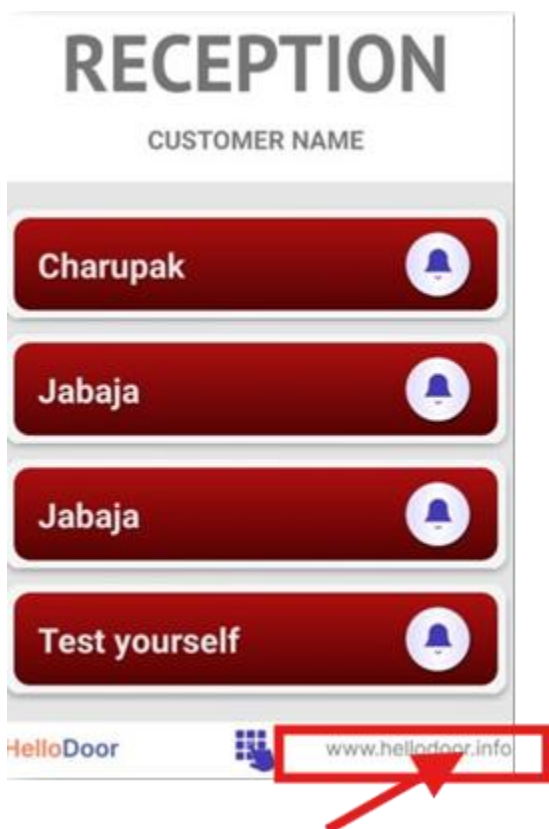 RECEPTION
CUSTOMER NAME
Charupak
Jabaja
Jabaja
Test yourself
HelloDoor www.hellodoor.info